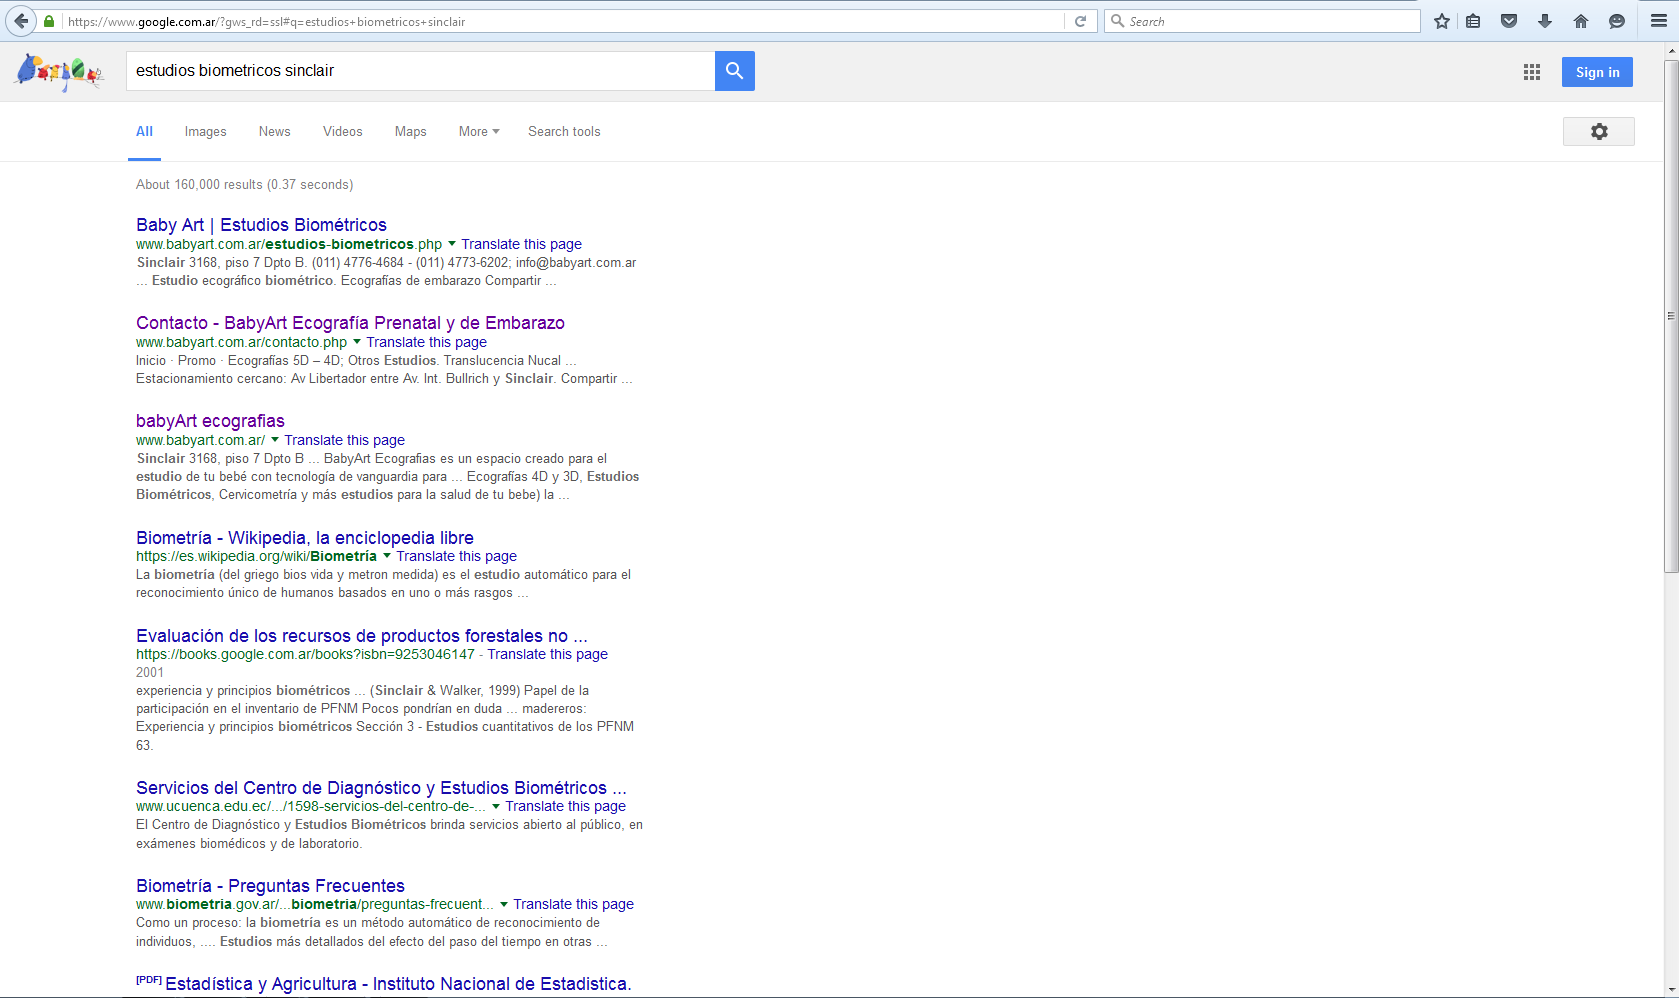 https://www.google.com.ar/?gws_rd=ssl#q=estudios+biometricos+sinclair
Search
estudios biometricos sinclair
Sign in
All Images News Videos Maps More Search tools
About 160,000 results (0.37 seconds)
Baby Art | Estudios Biométricos
www.babyart.com.ar/estudios-biometricos.php Translate this page
Sinclair 3168, piso 7 Dpto B. (011) 4776-4684 - (011) 4773-6202; info@babyart.com.ar
... Estudio ecográfico biométrico. Ecografías de embarazo Compartir ...
Contacto - BabyArt Ecografía Prenatal y de Embarazo
www.babyart.com.ar/contacto.php Translate this page
Inicio · Promo · Ecografías 5D – 4D; Otros Estudios. Translucencia Nucal ...
Estacionamiento cercano: Av Libertador entre Av. Int. Bullrich y Sinclair. Compartir ...
babyArt ecografias
www.babyart.com.ar/ Translate this page
Sinclair 3168, piso 7 Dpto B ... BabyArt Ecografias es un espacio creado para el
estudio de tu bebé con tecnología de vanguardia para ... Ecografías 4D y 3D, Estudios
Biométricos, Cervicometría y más estudios para la salud de tu bebe) la ...
Biometría - Wikipedia, la enciclopedia libre
https://es.wikipedia.org/wiki/Biometría Translate this page
La biometría (del griego bios vida y metron medida) es el estudio automático para el
reconocimiento único de humanos basados en uno o más rasgos ...
Evaluación de los recursos de productos forestales no ...
https://books.google.com.ar/books?isbn=9253046147 - Translate this page
2001
experiencia y principios biométricos ... (Sinclair & Walker, 1999) Papel de la
participación en el inventario de PFNM Pocos pondrían en duda ... madereros:
Experiencia y principios biométricos Sección 3 - Estudios cuantitativos de los PFNM
63.
Servicios del Centro de Diagnóstico y Estudios Biométricos ...
www.ucuenca.edu.ec/.../1598-servicios-del-centro-de-... Translate this page
El Centro de Diagnóstico y Estudios Biométricos brinda servicios abierto al público, en
exámenes biomédicos y de laboratorio.
Biometría - Preguntas Frecuentes
www.biometria.gov.ar/...biometria/preguntas-frecuent... Translate this page
Como un proceso: la biometría es un método automático de reconocimiento de
individuos, .... Estudios más detallados del efecto del paso del tiempo en otras ...
[PDF] Estadística y Agricultura - Instituto Nacional de Estadistica.